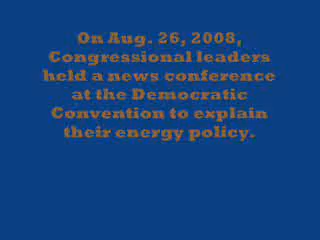 On Aug. 26, 2008,
Congressional leaders
held a news conference
at the Democratic
Convention to explain
their energy policy.